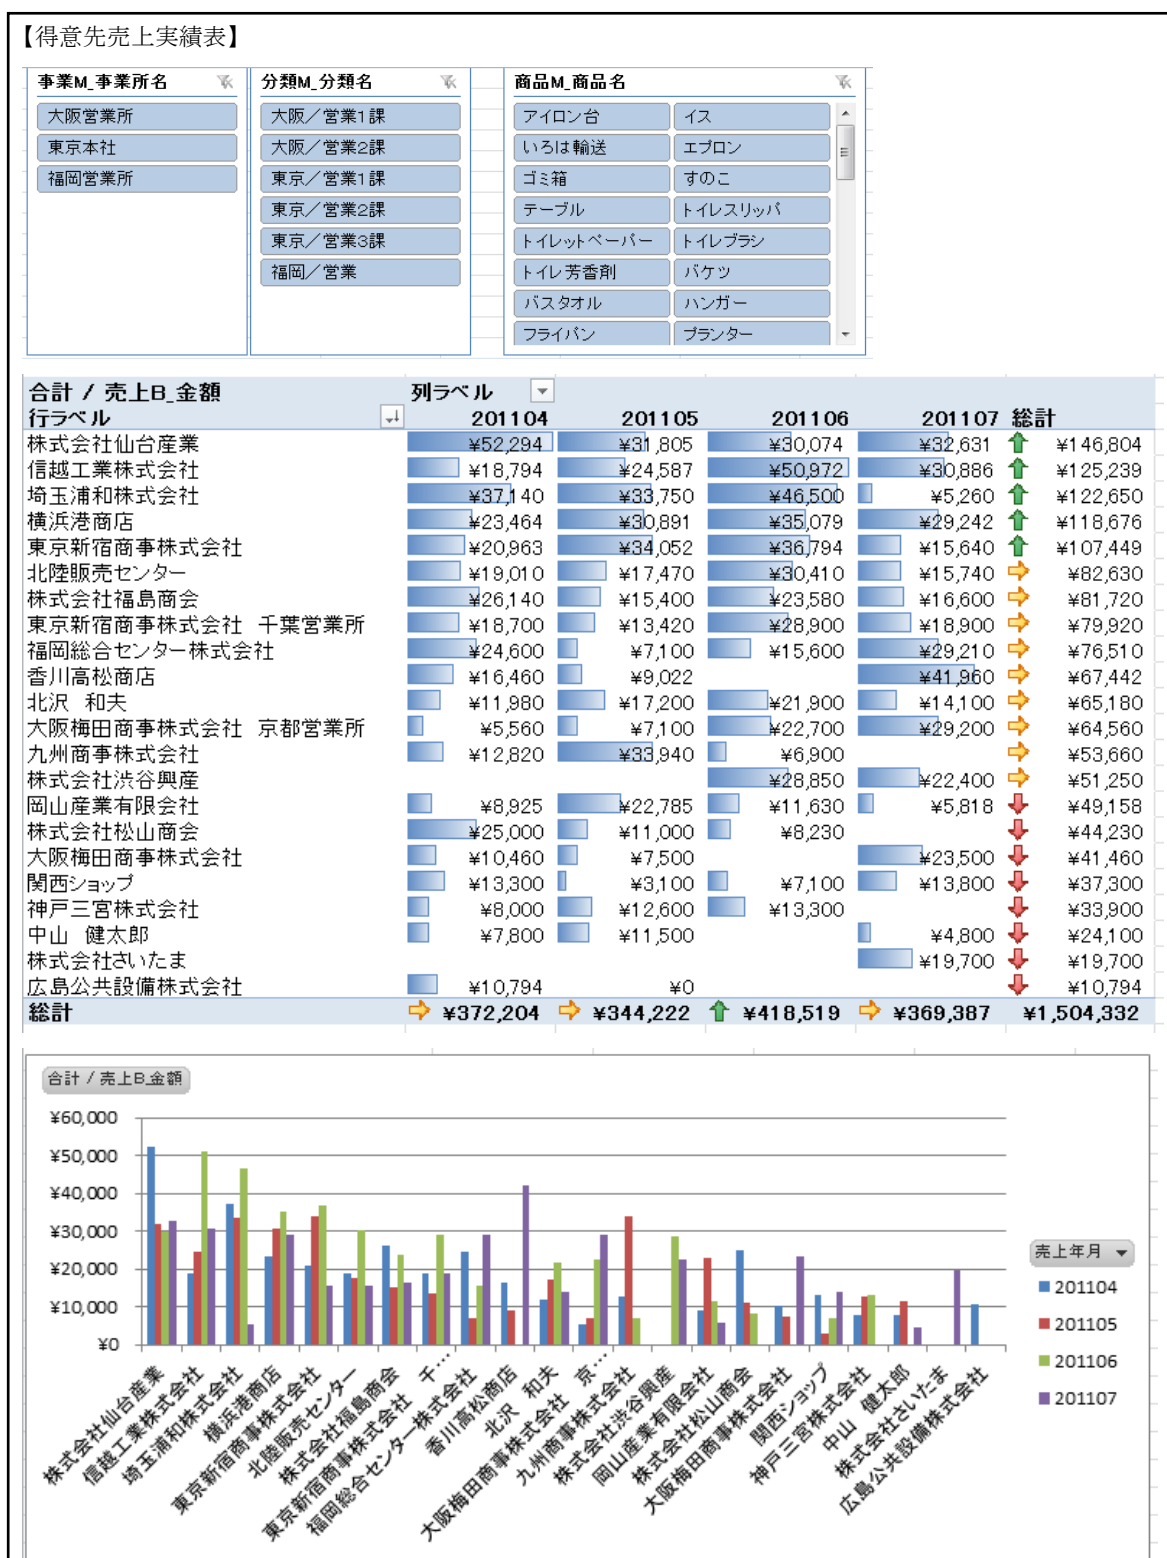 【得意先売上実績表】
事業M_事業所名
大阪営業所
東京本社
福岡営業所
分類M_分類名
大阪／営業1課
大阪／営業2課
東京／営業1課
東京／営業2課
東京／営業3課
福岡／営業
商品M_商品名
アイロン台 イス
いろは輸送 エプロン
ゴミ箱 すのこ
テーブル トイレスリッパ
トイレットペーパー トイレブラシ
トイレ芳香剤 バケツ
バスタオル ハンガー
フライパン プランター
合計 / 売上B_金額 列ラベル
行ラベル 201104 201105 201106 201107 総計
株式会社仙台産業 ¥52,294 ¥31,805 ¥30,074 ¥32,631 ¥146,804
信越工業株式会社 ¥18,794 ¥24,587 ¥50,972 ¥30,886 ¥125,239
埼玉浦和株式会社 ¥37,140 ¥33,750 ¥46,500 ¥5,260 ¥122,650
横浜港商店 ¥23,464 ¥30,891 ¥35,079 ¥29,242 ¥118,676
東京新宿商事株式会社 ¥20,963 ¥34,052 ¥36,794 ¥15,640 ¥107,449
北陸販売センター ¥19,010 ¥17,470 ¥30,410 ¥15,740 ¥82,630
株式会社福島商会 ¥26,140 ¥15,400 ¥23,580 ¥16,600 ¥81,720
東京新宿商事株式会社 千葉営業所 ¥18,700 ¥13,420 ¥28,900 ¥18,900 ¥79,920
福岡総合センター株式会社 ¥24,600 ¥7,100 ¥15,600 ¥29,210 ¥76,510
香川高松商店 ¥16,460 ¥9,022 ¥41,960 ¥67,442
北沢 和夫 ¥11,980 ¥17,200 ¥21,900 ¥14,100 ¥65,180
大阪梅田商事株式会社 京都営業所 ¥5,560 ¥7,100 ¥22,700 ¥29,200 ¥64,560
九州商事株式会社 ¥12,820 ¥33,940 ¥6,900 ¥53,660
株式会社渋谷興産 ¥28,850 ¥22,400 ¥51,250
岡山産業有限会社 ¥8,925 ¥22,785 ¥11,630 ¥5,818 ¥49,158
株式会社松山商会 ¥25,000 ¥11,000 ¥8,230 ¥44,230
大阪梅田商事株式会社 ¥10,460 ¥7,500 ¥23,500 ¥41,460
関西ショップ ¥13,300 ¥3,100 ¥7,100 ¥13,800 ¥37,300
神戸三宮株式会社 ¥8,000 ¥12,600 ¥13,300 ¥33,900
中山 健太郎 ¥7,800 ¥11,500 ¥4,800 ¥24,100
株式会社さいたま ¥19,700 ¥19,700
広島公共設備株式会社 ¥10,794 ¥0 ¥10,794
総計 ¥372,204 ¥344,222 ¥418,519 ¥369,387 ¥1,504,332
合計 / 売上B_金額
¥60,000
¥50,000
¥40,000
¥30,000
¥20,000
¥10,000
¥0
株式会社仙台産業
信越工業株式会社
埼玉浦和株式会社
横浜港商店
東京新宿商事株式会社
北陸販売センター
株式会社福島商会
東京新宿商事株式会社 千…
福岡総合センター株式会社
香川高松商店
北沢 和夫
大阪梅田商事株式会社 京…
九州商事株式会社
株式会社渋谷興産
岡山産業有限会社
株式会社松山商会
大阪梅田商事株式会社
関西ショップ
神戸三宮株式会社
中山 健太郎
株式会社さいたま
広島公共設備株式会社
売上年月
201104
201105
201106
201107